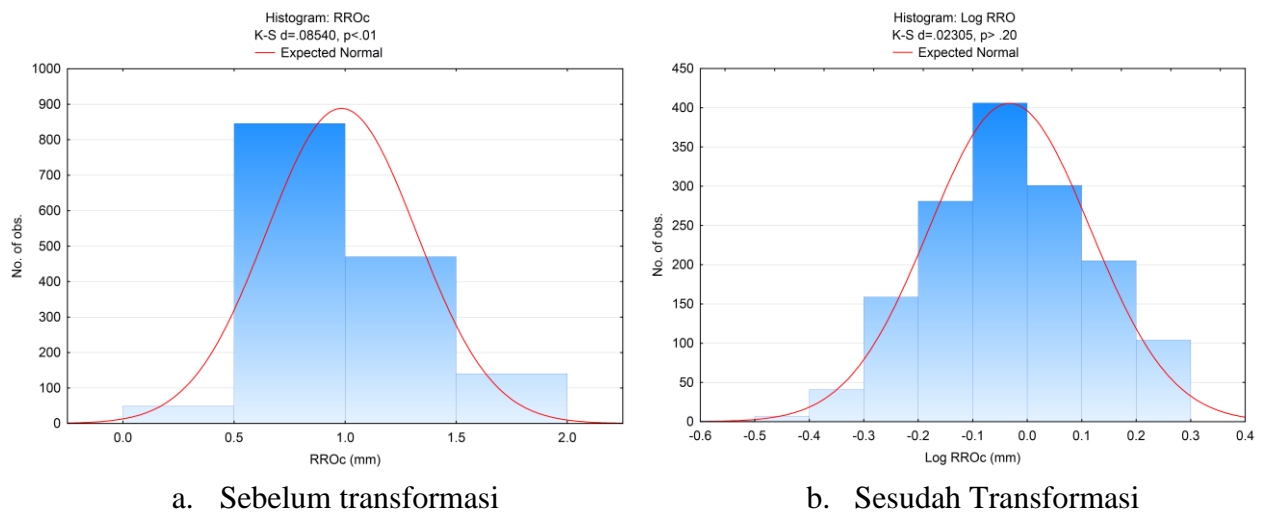 Histogram: RROc
K-S d=.08540, p<.01
Expected Normal
1000
900
800
700
600
500
400
300
200
100
0
No. of obs.
0.0 0.5 1.0 1.5 2.0
RROc (mm)
a. Sebelum transformasi
Histogram: Log RRO
K-S d=.02305, p> .20
Expected Normal
450
400
350
300
250
200
150
100
50
0
No. of obs.
-0.6 -0.5 -0.4 -0.3 -0.2 -0.1 0.0 0.1 0.2 0.3 0.4
Log RROc (mm)
b. Sesudah Transformasi